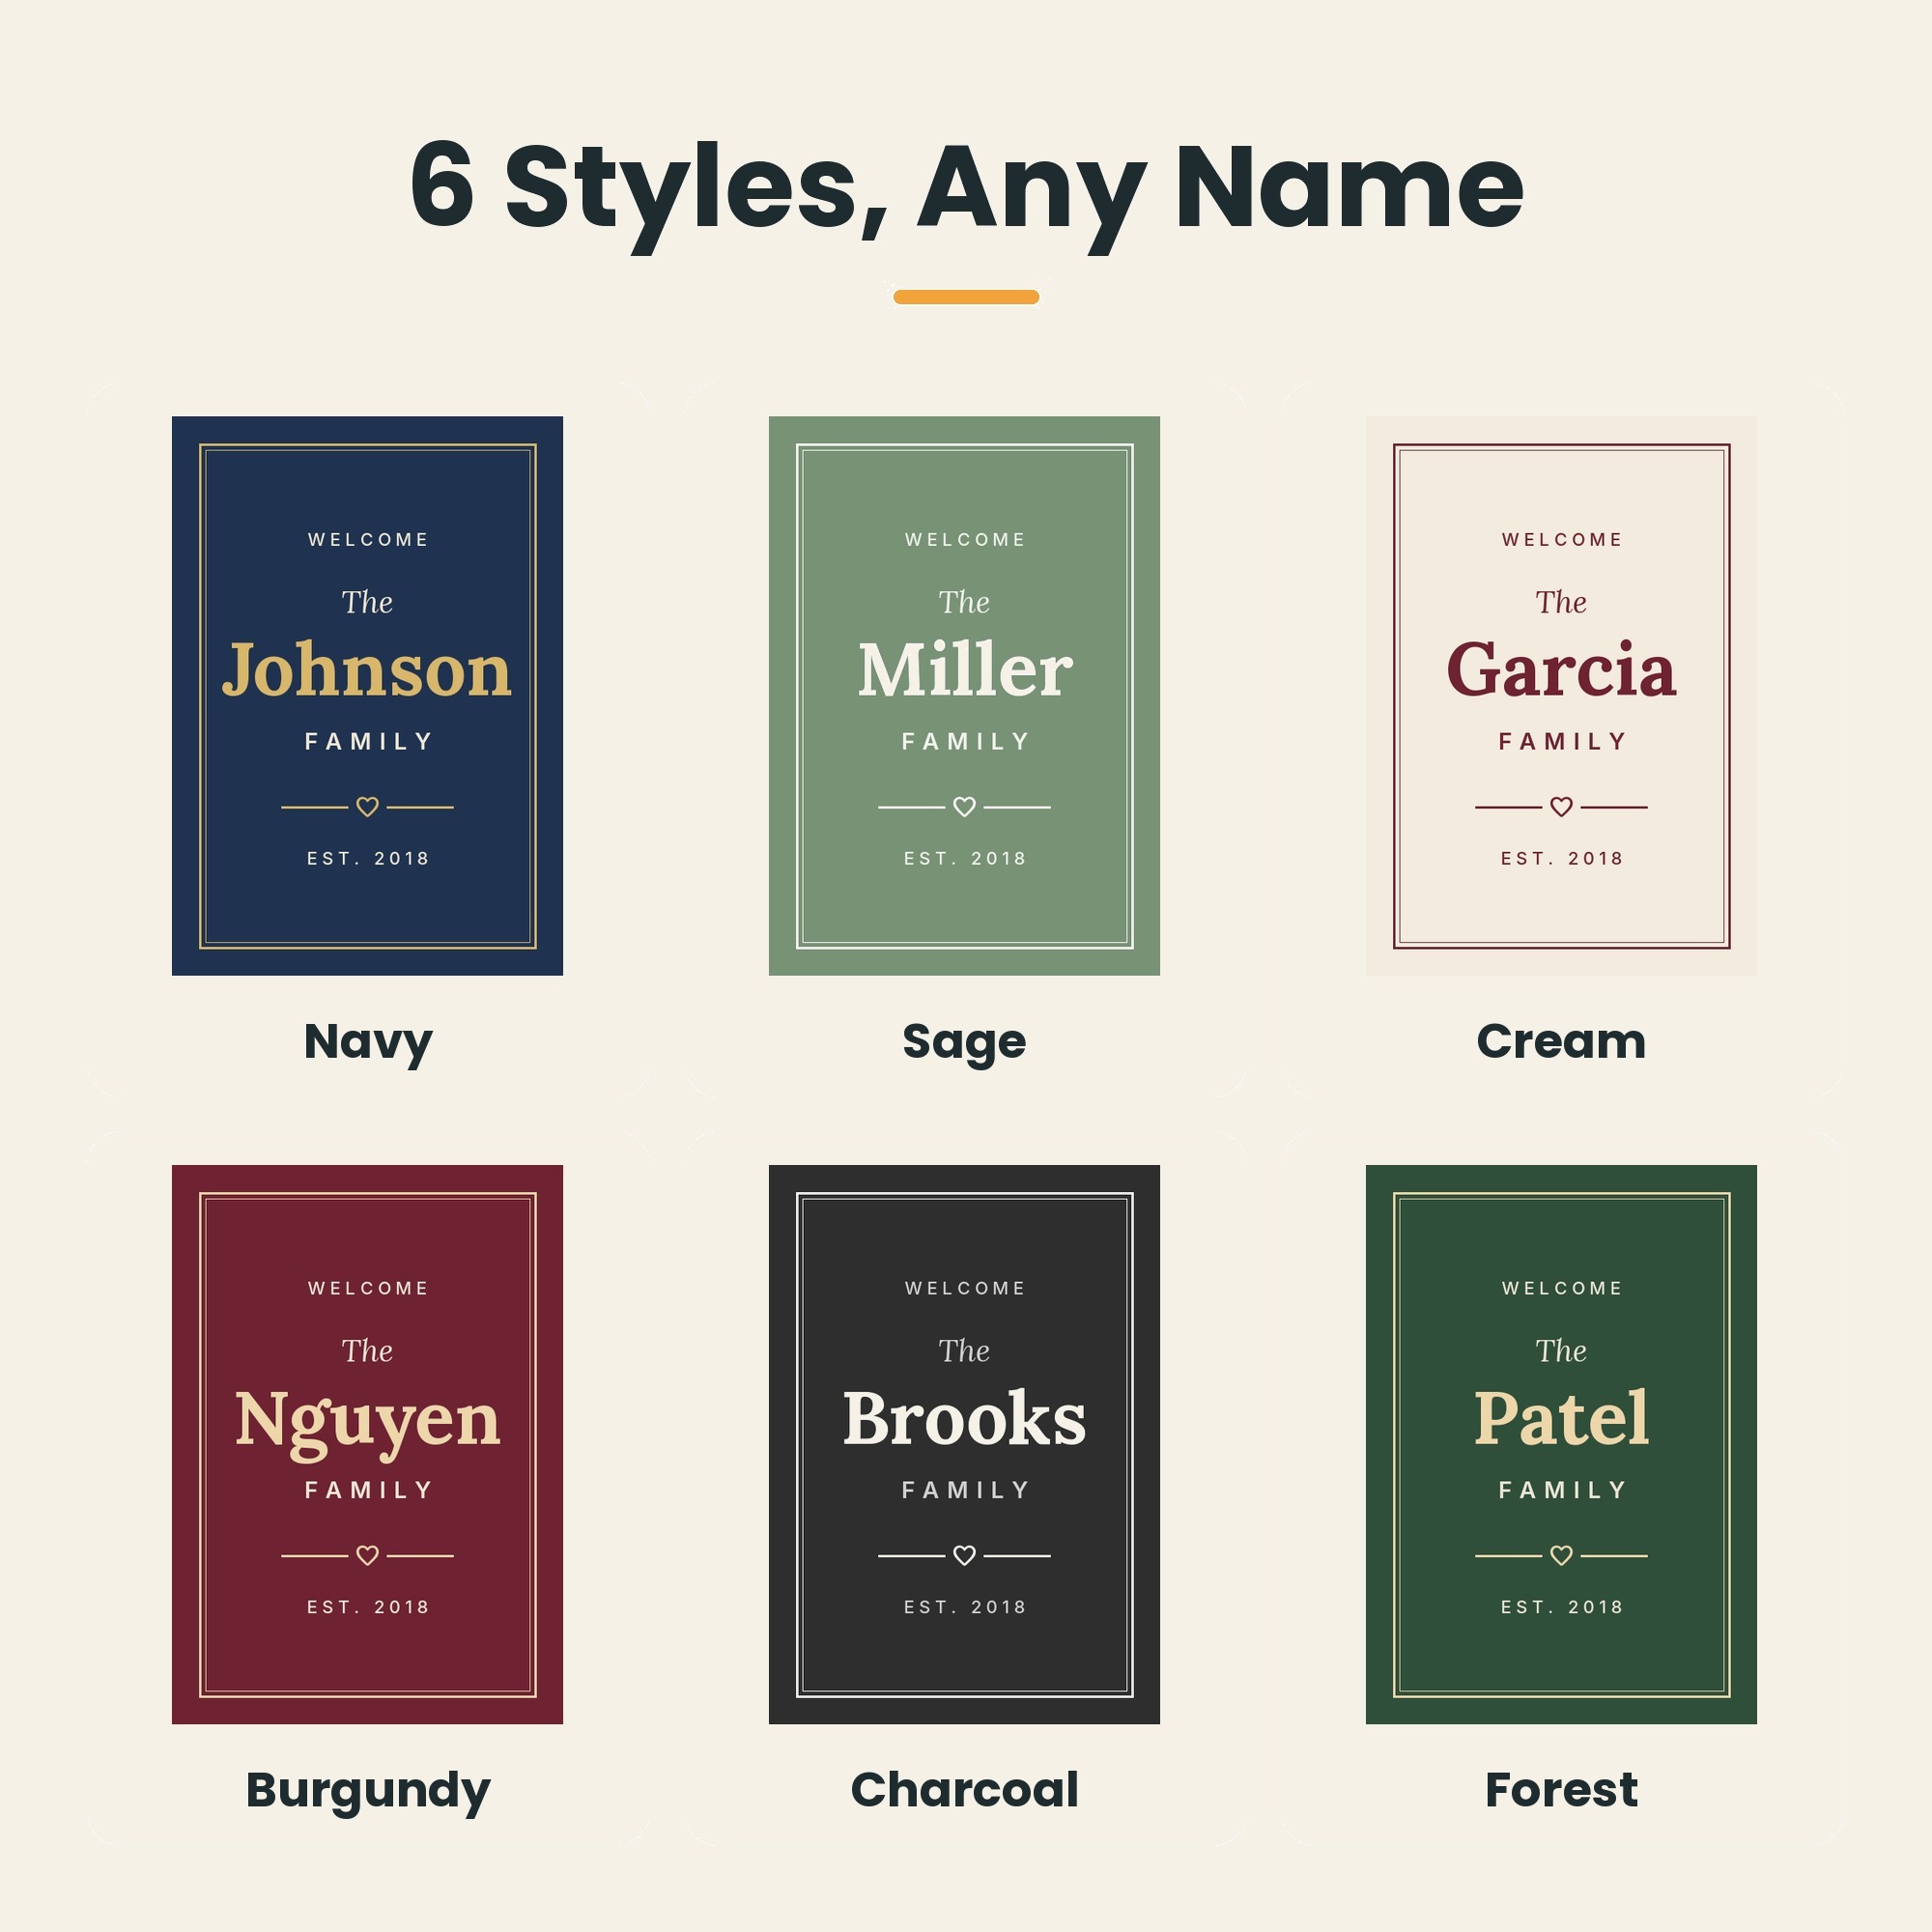 6 Styles, Any Name
WELCOME
The
Johnson
FAMILY
EST. 2018
Navy
WELCOME
The
Miller
FAMILY
EST. 2018
Sage
WELCOME
The
Garcia
FAMILY
EST. 2018
Cream
WELCOME
The
Nguyen
FAMILY
EST. 2018
Burgundy
WELCOME
The
Brooks
FAMILY
EST. 2018
Charcoal
WELCOME
The
Patel
FAMILY
EST. 2018
Forest